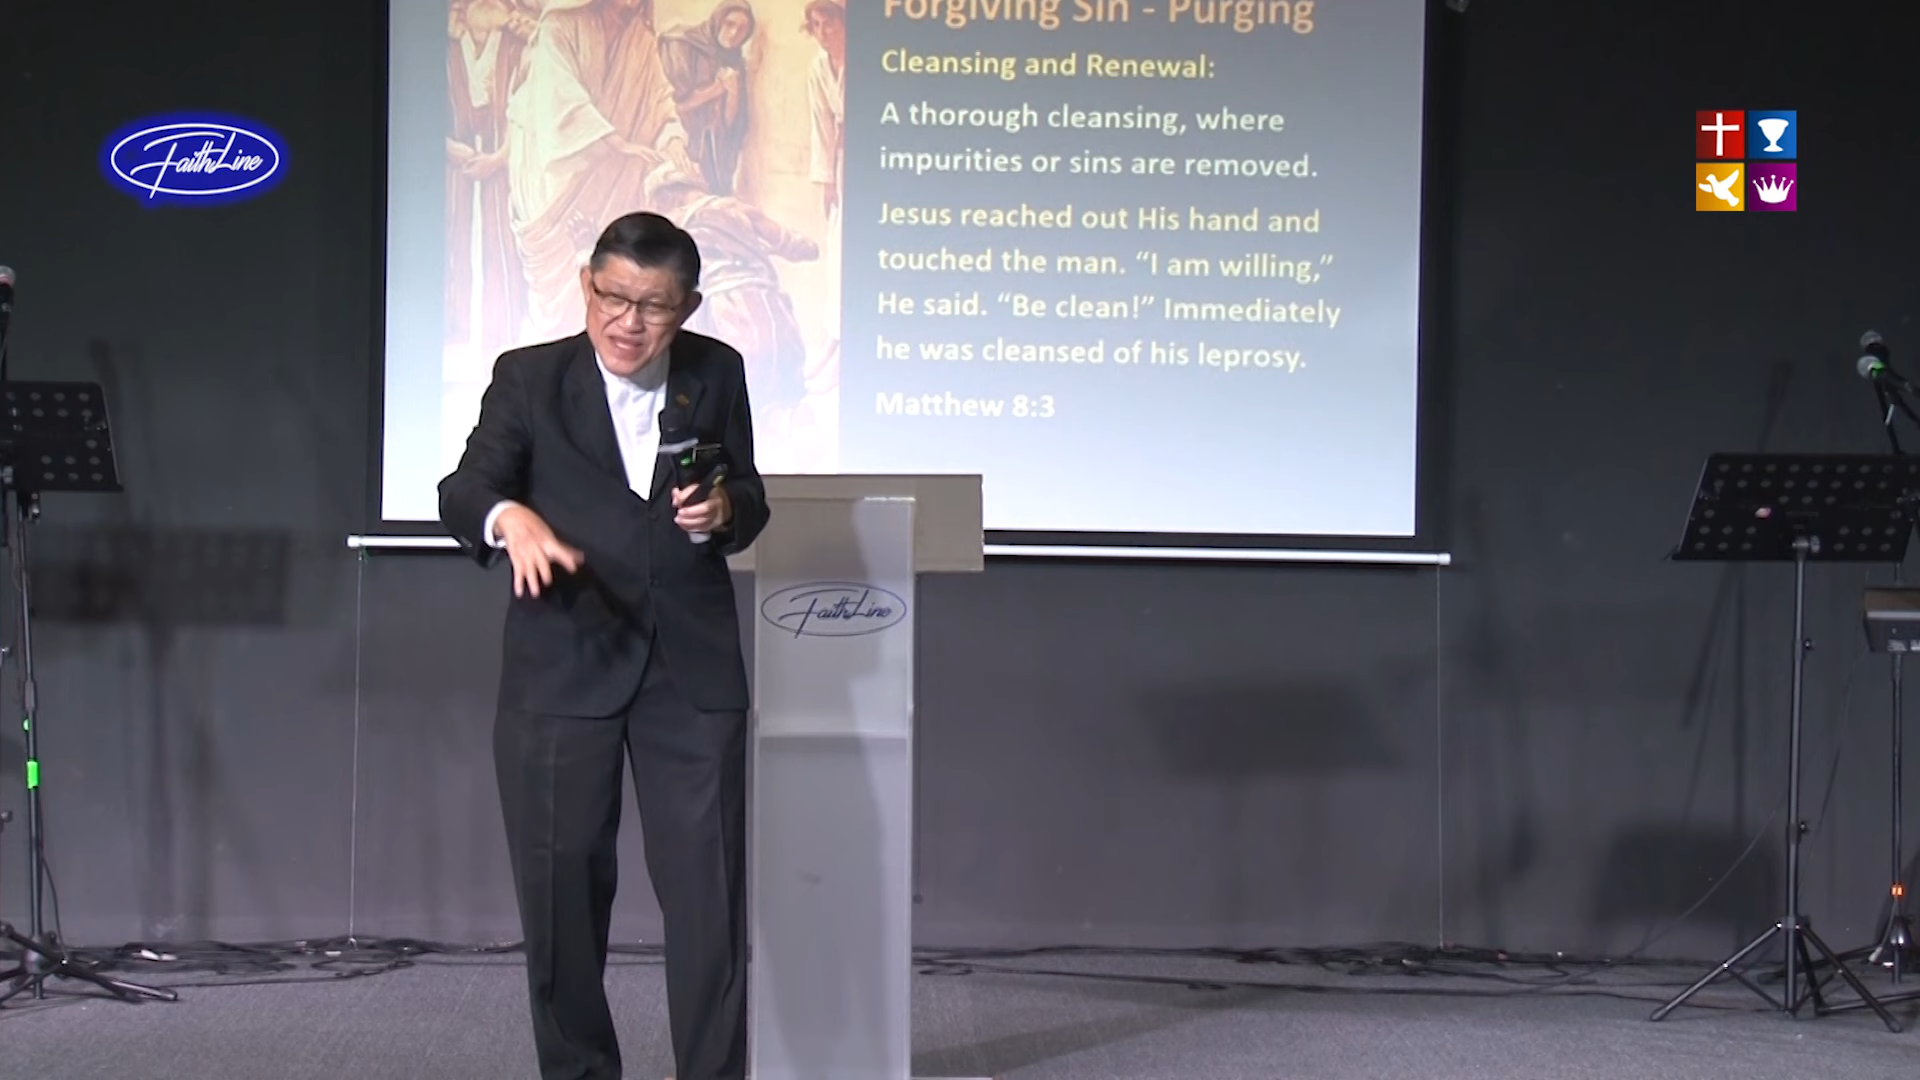 Forgiving Sin - Purging
Cleansing and Renewal:
A thorough cleansing, where
impurities or sins are removed.
Jesus reached out His hand and
touched the man. “I am willing,”
He said. “Be clean!” Immediately
he was cleansed of his leprosy.
Matthew 8:3
FaithLine
FaithLine